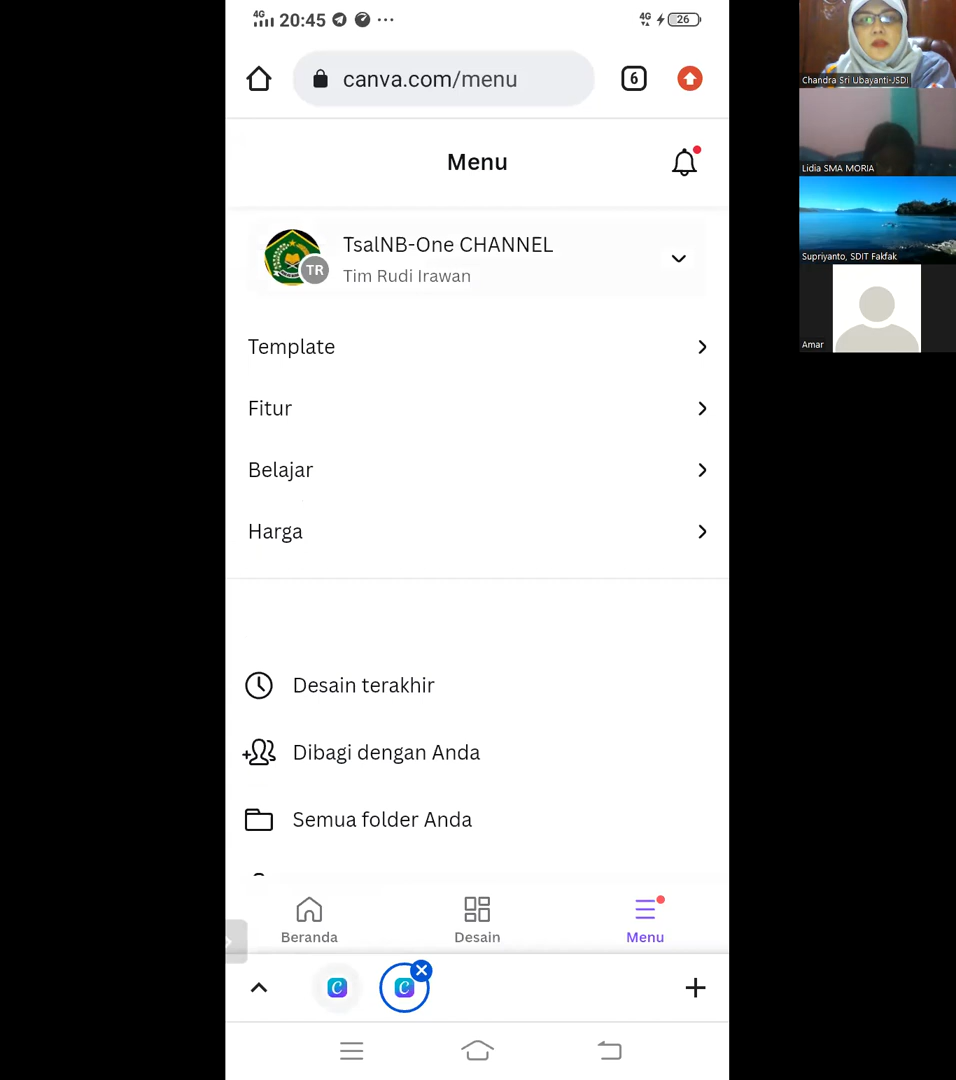 4G 20:45 ... 4G 26
canva.com/menu 6
Menu
TsalNB-One CHANNEL
TR
Tim Rudi Irawan
Template
Fitur
Belajar
Harga
Desain terakhir
Dibagi dengan Anda
Semua folder Anda
Beranda Desain Menu
Chandra Sri Ubayanti-JSDI
Lidia SMA MORIA
Supriyanto, SDIT Fakfak
Amar